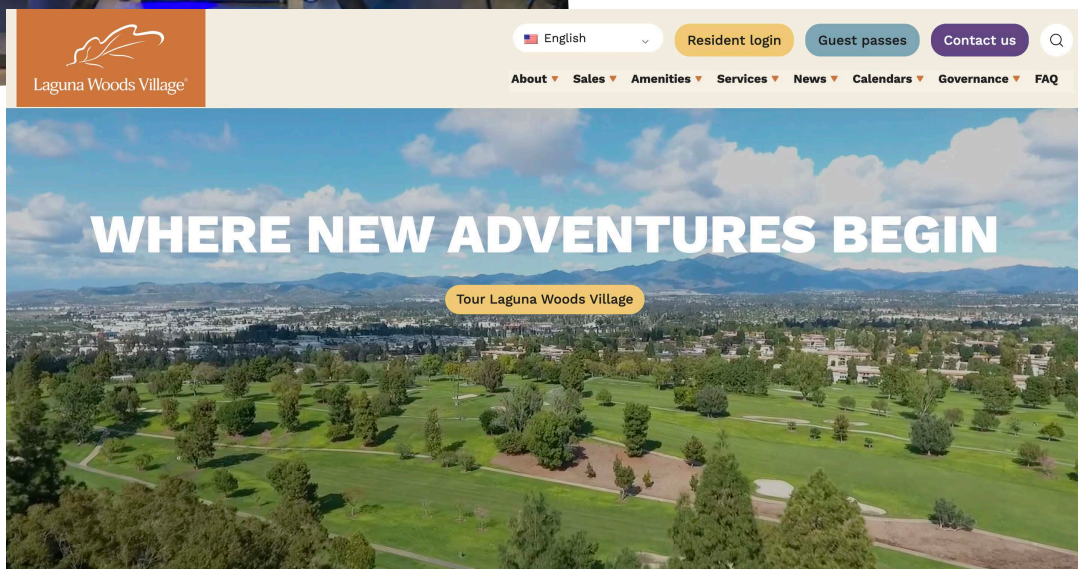 English
Resident login
Guest passes
Contact us
Laguna Woods Village®
About
Sales
Amenities
Services
News
Calendars
Governance
FAQ
WHERE NEW ADVENTURES BEGIN
Tour Laguna Woods Village